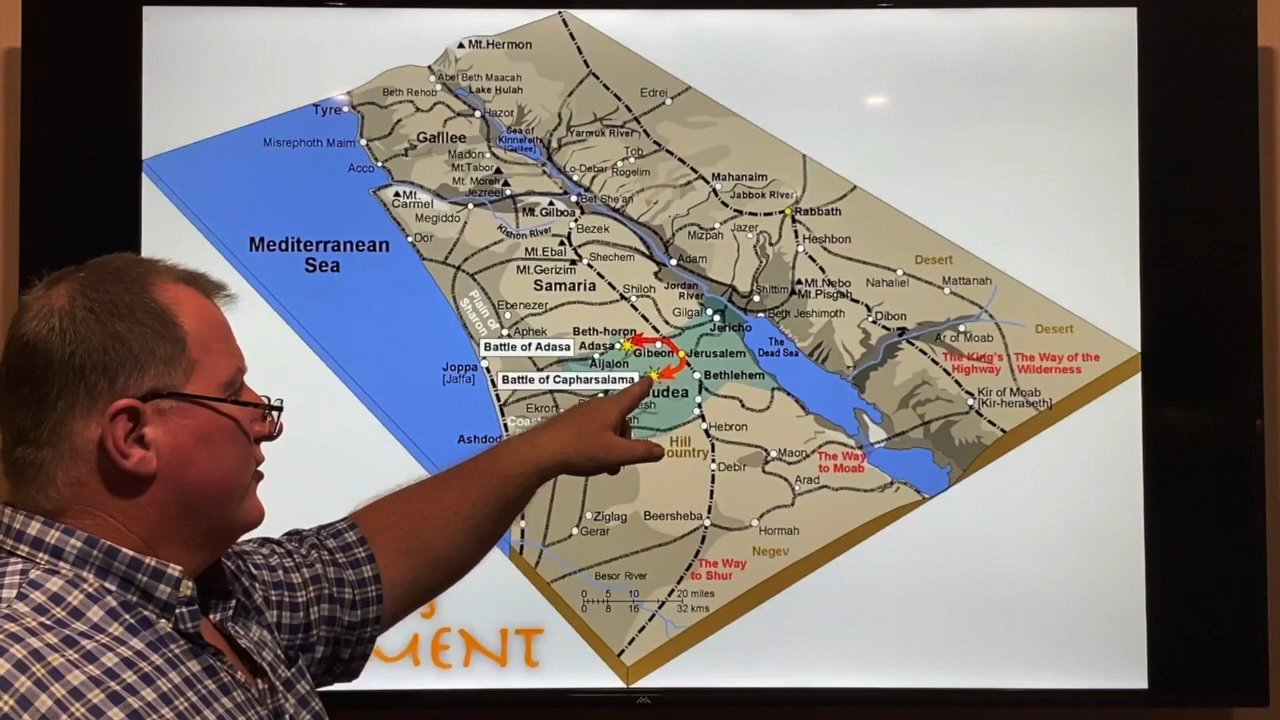 Mt.Hermon
Abel Beth Maacah
Beth Rehob
Lake Hulah
Edrei
Tyre
Hazor
Sea of
Kinnereth
[Galilee]
Yarmuk River
Galilee
Misrephoth Maim
Madon
Tob
Acco
Mt.Tabor
Lo-Debar
Rogelim
Mt. Moreh
Mahanaim
Mt.
Carmel
Jezreel
Bet She'an
Jabbok River
Megiddo
Mt.Gilboa
Rabbath
Kishon River
Bezek
Mizpah
Jazer
Dor
Heshbon
Mediterranean
Sea
Mt.Ebal
Shechem
Adam
Desert
Mt.Gerizim
Nahaliel
Mattanah
Samaria
Shiloh
Jordan
River
Shittim
Mt.Nebo
Mt.Pisgah
Plain of
Sharon
Ebenezer
Gilgal
Beth Jeshimoth
Dibon
Aphek
Beth-horon
Jericho
Desert
Battle of Adasa
Adasa
Gibeon
Jerusalem
The
Dead Sea
Ar of Moab
Joppa
[Jaffa]
Aijalon
The King's
Highway
The Way of the
Wilderness
Battle of Capharsalama
Bethlehem
udea
Kir of Moab
[Kir-heraseth]
Ekron
esh
Coast
Hebron
Ashdod
Hill
ountry
Maon
The Way
to Moab
Debir
Arad
Ziglag
Beersheba
Gerar
Hormah
Negev
The Way
to Shur
Besor River
0 5 10 20 miles
0 8 16 32 kms
MENT